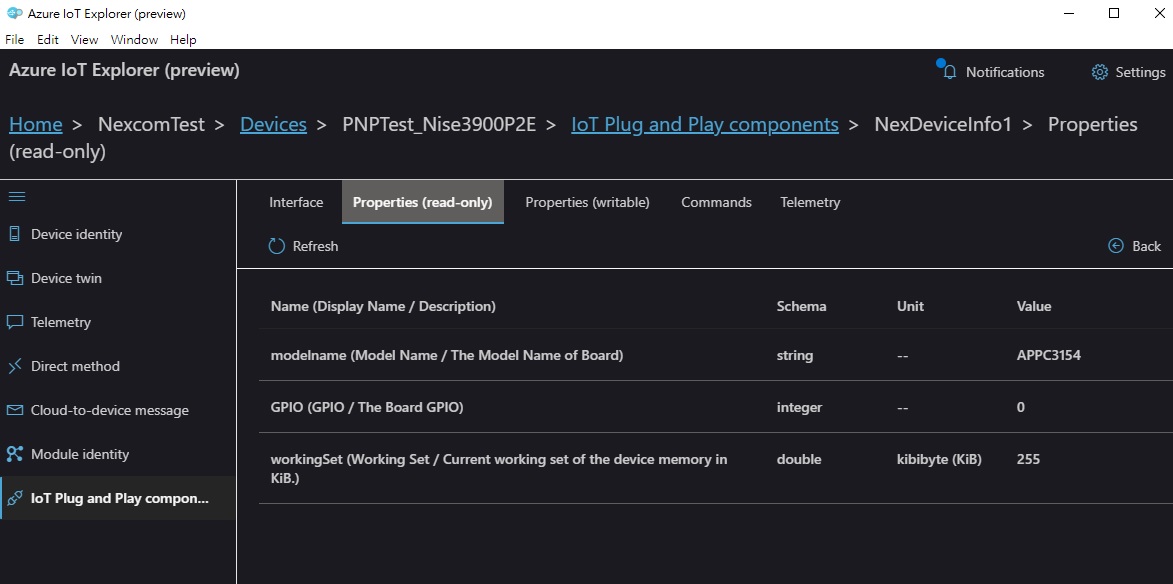 Azure IoT Explorer (preview)
File Edit View Window Help
Azure IoT Explorer (preview)
Notifications
Settings
Home > NexcomTest > Devices > PNPTest_Nise3900P2E > IoT Plug and Play components > NexDeviceInfo1 > Properties
(read-only)
Device identity
Device twin
Telemetry
Direct method
Cloud-to-device message
Module identity
IoT Plug and Play compon...
Interface Properties (read-only) Properties (writable) Commands Telemetry
Refresh
Back
Name (Display Name / Description) Schema Unit Value
modelname (Model Name / The Model Name of Board) string -- APPC3154
GPIO (GPIO / The Board GPIO) integer -- 0
workingSet (Working Set / Current working set of the device memory in double kibibyte (KiB) 255
KiB.)